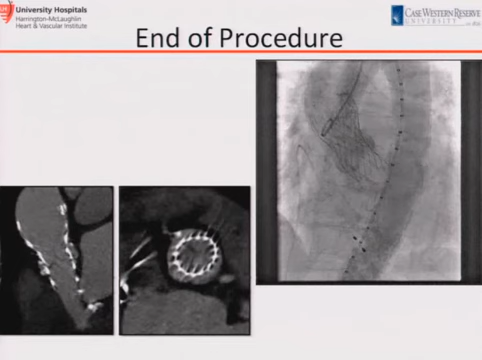 University Hospitals
Harrington-McLaughlin
Heart & Vascular Institute
CASE WESTERN RESERVE
UNIVERSITY
End of Procedure